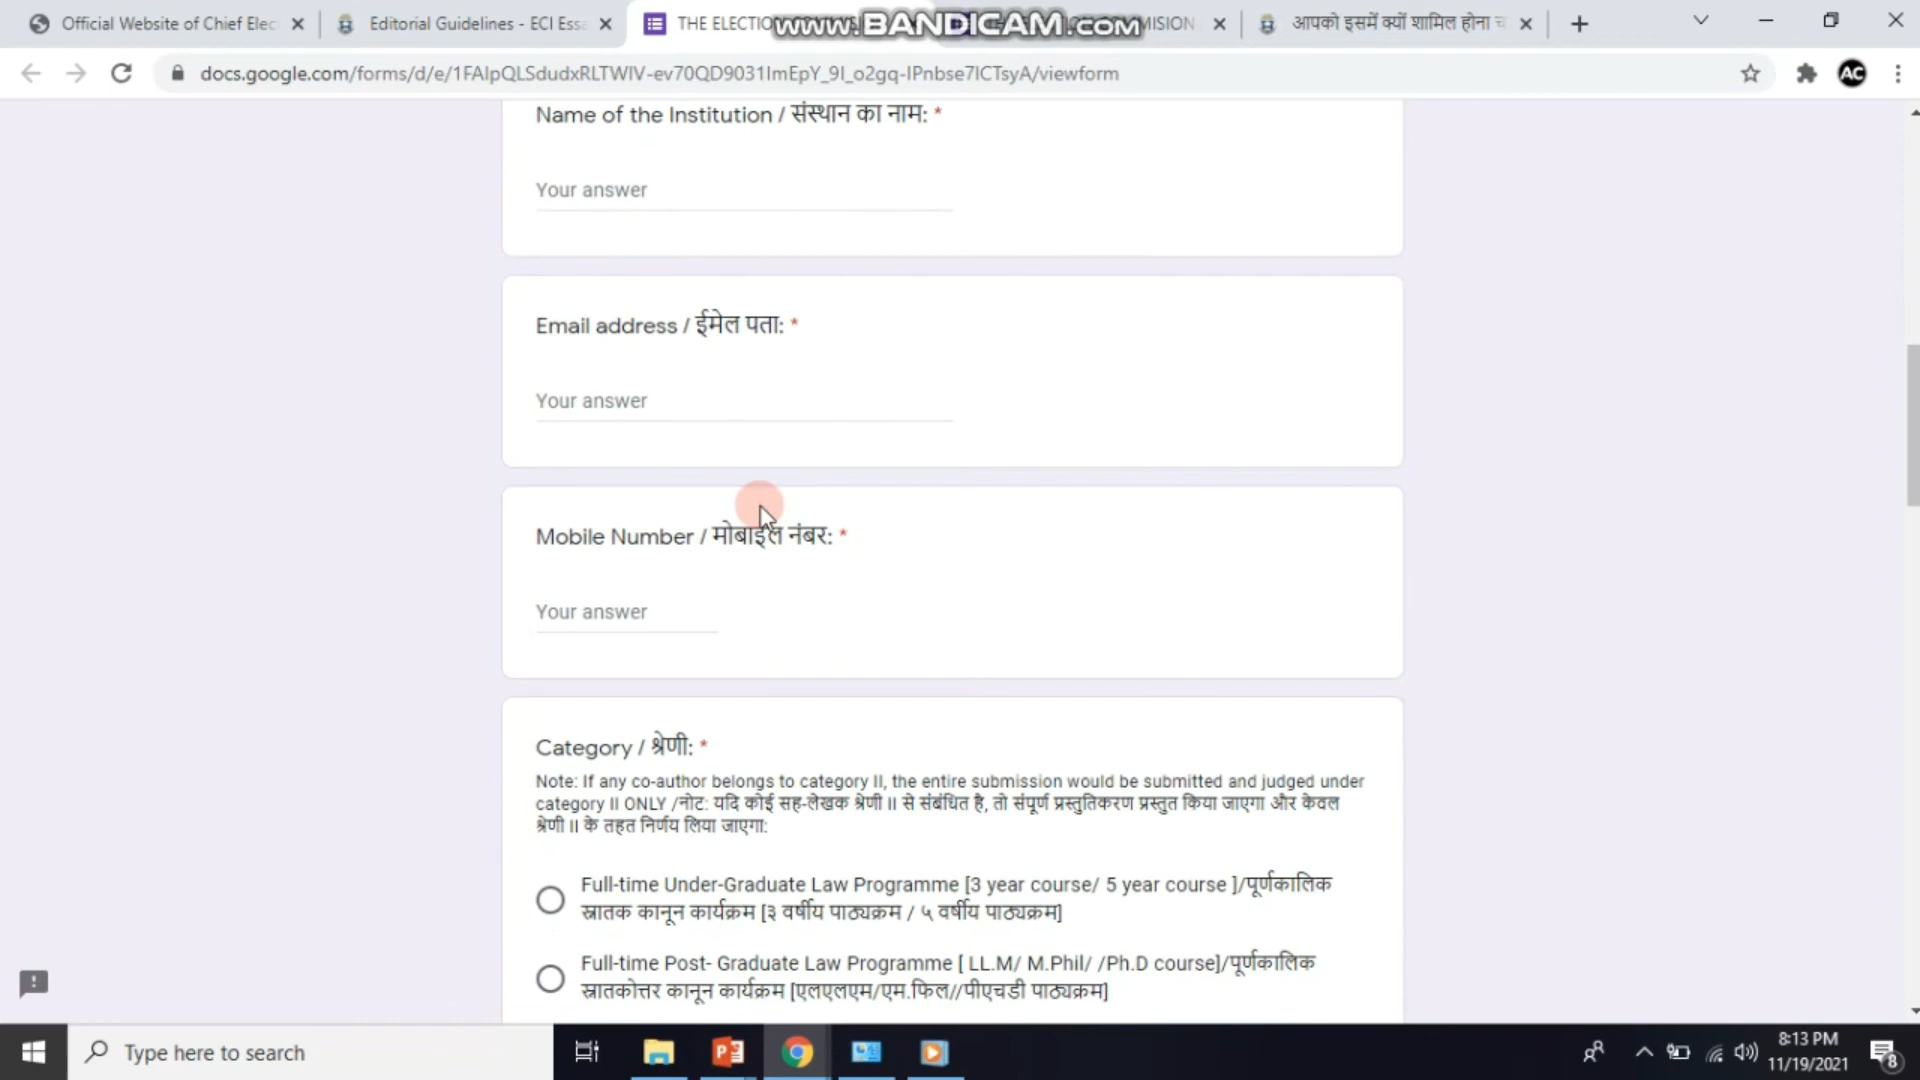 Official Website of Chief Elec
Editorial Guidelines - ECI Essa
THE ELECTIO
www.BANDICAM.com
MISION
आपको इसमें क्यों शामिल होना च
docs.google.com/forms/d/e/1FAIpQLSdudxRLTWIV-ev70QD9031ImEpY_9I_o2gq-IPnbse7ICTsyA/viewform
AC
Name of the Institution / संस्थान का नाम: *
Your answer
Email address / ईमेल पता: *
Your answer
Mobile Number / मोबाईल नंबर: *
Your answer
Category / श्रेणी: *
Note: If any co-author belongs to category II, the entire submission would be submitted and judged under
category II ONLY /नोट: यदि कोई सह-लेखक श्रेणी II से संबंधित है, तो संपूर्ण प्रस्तुतिकरण प्रस्तुत किया जाएगा और केवल
श्रेणी II के तहत निर्णय लिया जाएगा:
Full-time Under-Graduate Law Programme [3 year course/ 5 year course ]/पूर्णकालिक
स्नातक कानून कार्यक्रम [३ वर्षीय पाठ्यक्रम / ५ वर्षीय पाठ्यक्रम]
Full-time Post- Graduate Law Programme [ LL.M/ M.Phil/ /Ph.D course]/पूर्णकालिक
स्नातकोत्तर कानून कार्यक्रम [एलएलएम/एम.फिल//पीएचडी पाठ्यक्रम]
Type here to search
8:13 PM
11/19/2021
8